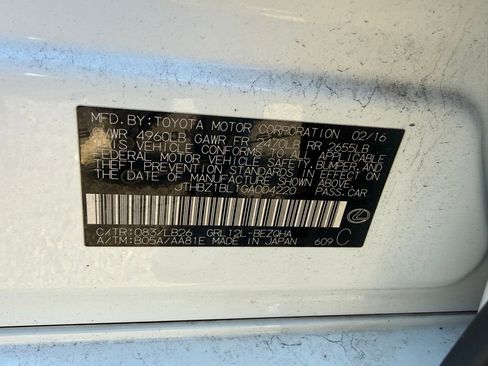 MFD. BY: TOYOTA MOTOR CORPORATION 02/16
GVWR 4960LB GAWR FR 2470LB RR 2655LB
THIS VEHICLE CONFORMS TO ALL APPLICABLE
FEDERAL MOTOR VEHICLE SAFETY, BUMPER, AND
THEFT PREVENTION STANDARDS IN EFFECT ON
THE DATE OF MANUFACTURE SHOWN ABOVE.
JTHBZ1BL1GA004220 PASS CAR
C/TR: 083/LB26 GRL12L-BEZQHA
A/TM: B05A/AA81E MADE IN JAPAN 609 C